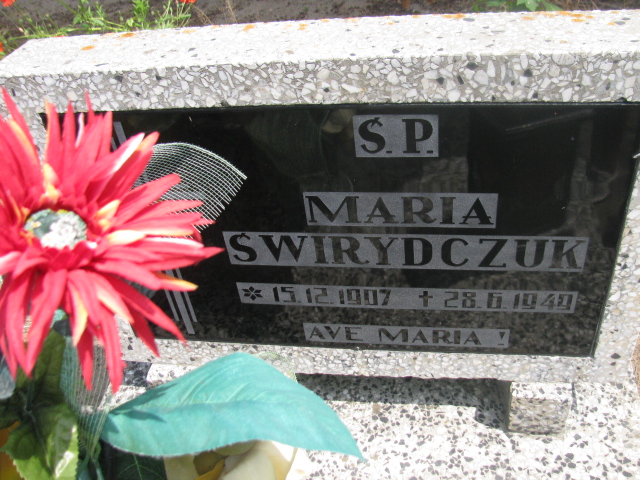 Ś.P.
MARIA
ŚWIRYDCZUK
* 15.12.1907 + 28.6.1949
AVE MARIA!